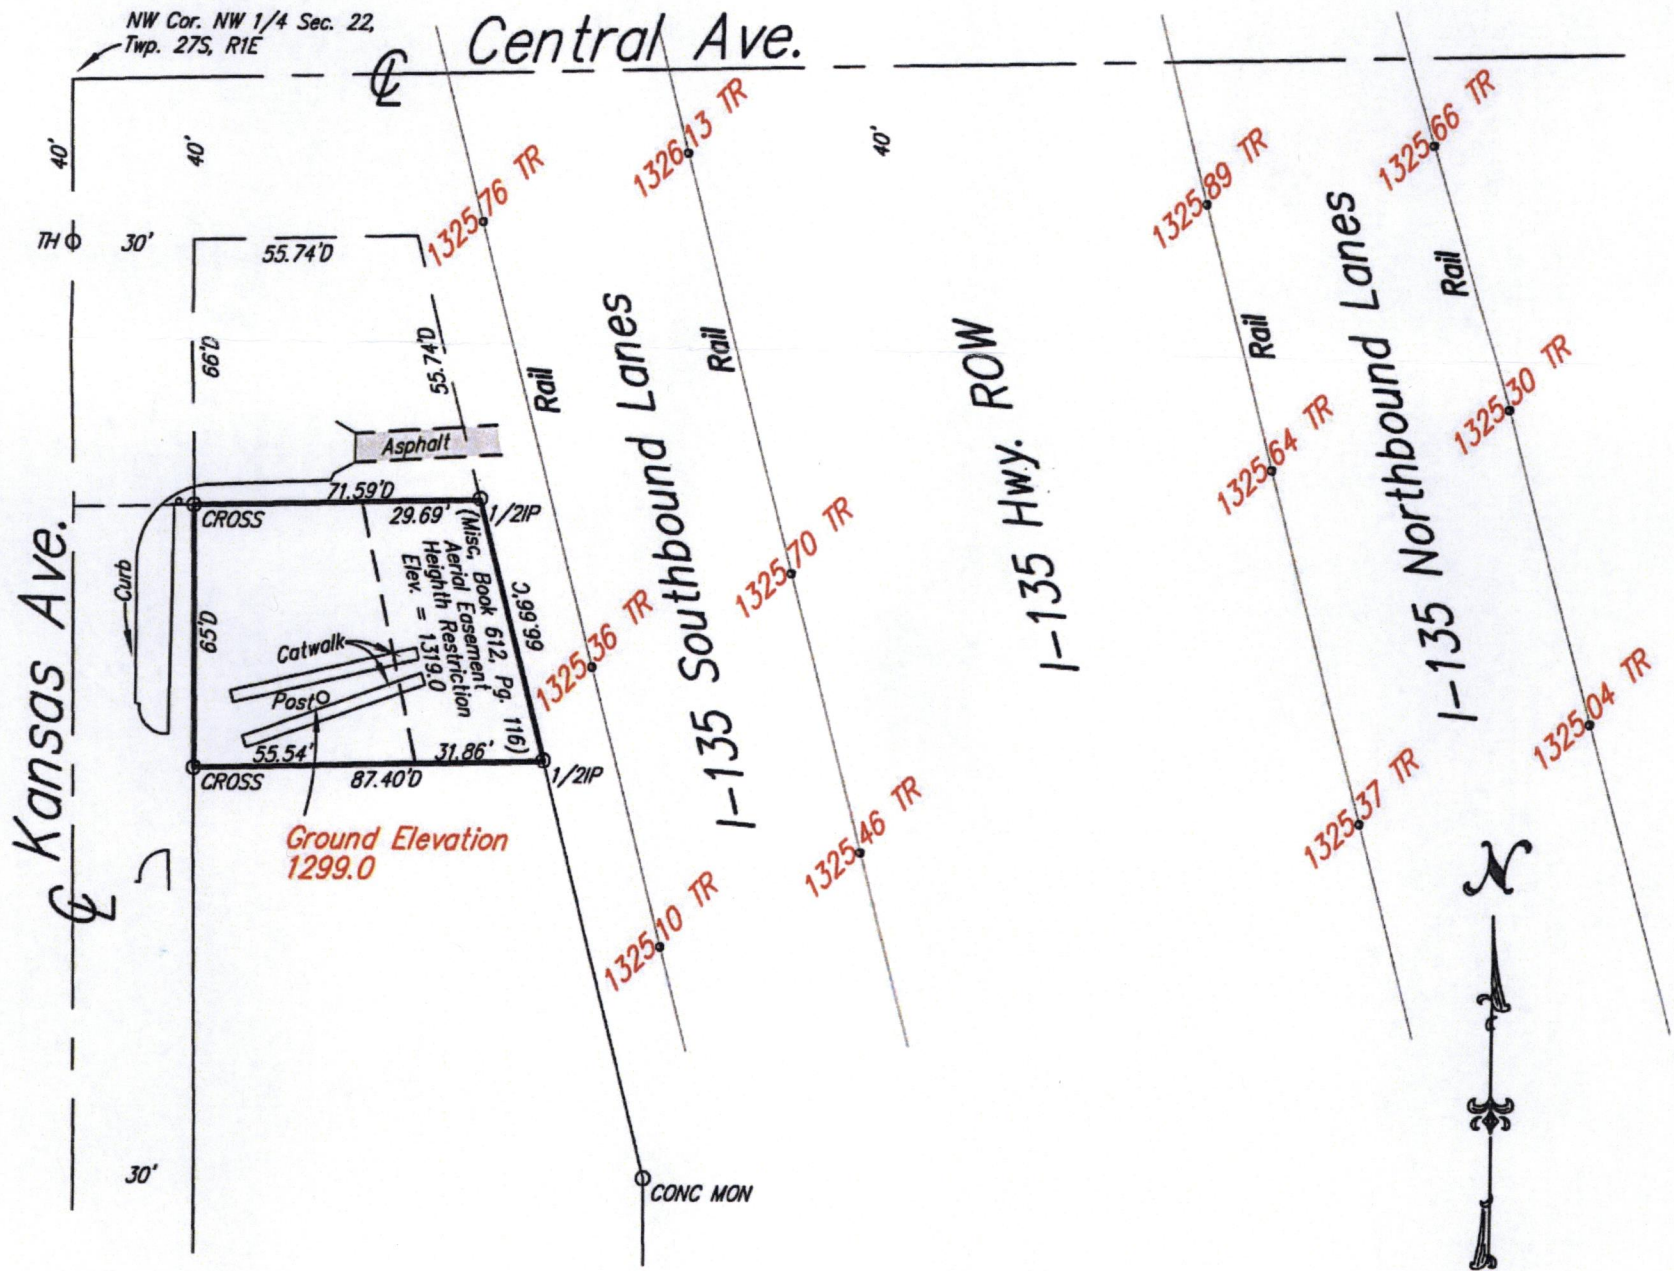 NW Cor. NW 1/4 Sec. 22,
Twp. 27S, R1E
℄ Central Ave.
40'
40'
40'
TH
30'
55.74'D
66'D
55.74'D
1325.76 TR
1326.13 TR
1325.89 TR
1325.66 TR
Rail
Rail
Rail
Rail
I-135 Southbound Lanes
I-135 Hwy. ROW
I-135 Northbound Lanes
1325.64 TR
1325.30 TR
Asphalt
71.59'D
CROSS
29.69'
1/2IP
(Misc, Book 612, Pg. 116)
Aerial Easement
Heighth Restriction
Elev. = 1319.0
66.99'C
Curb
65'D
Catwalk
Post
55.54'
31.86'
CROSS
87.40'D
1/2IP
1325.36 TR
1325.70 TR
1325.04 TR
1325.37 TR
1325.46 TR
1325.10 TR
℄ Kansas Ave.
Ground Elevation
1299.0
N
30'
CONC MON